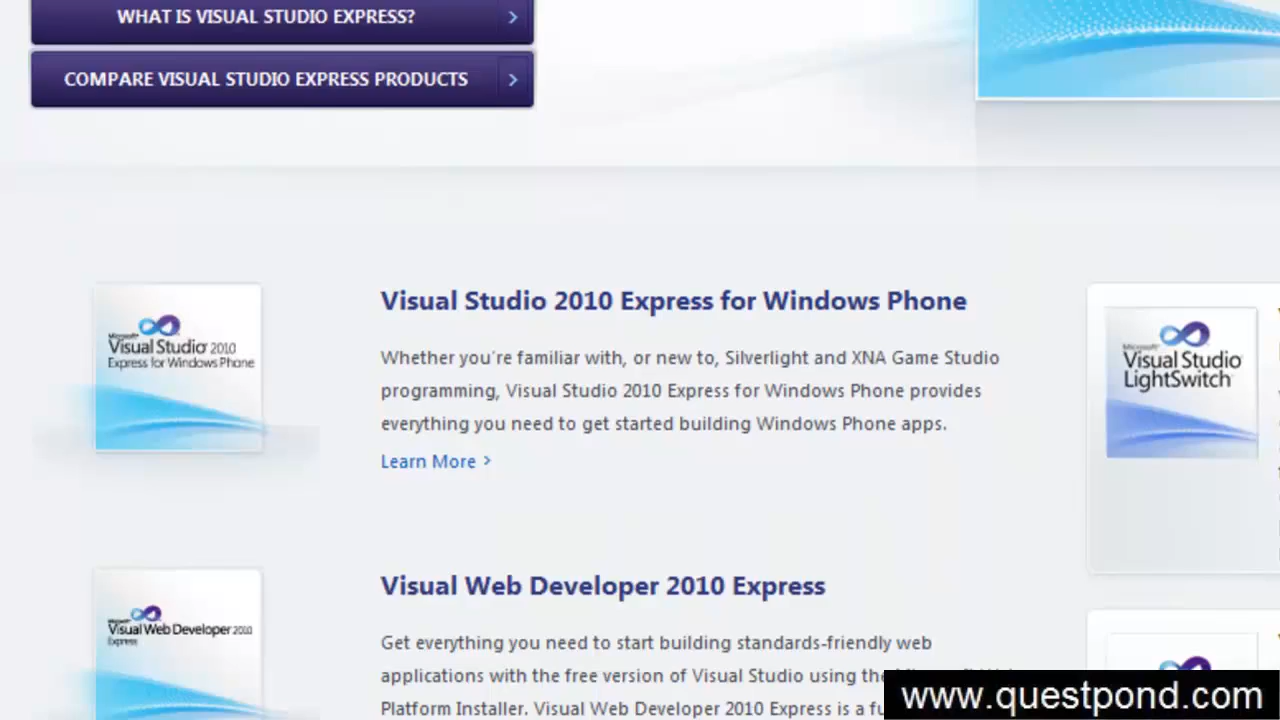 WHAT IS VISUAL STUDIO EXPRESS?
COMPARE VISUAL STUDIO EXPRESS PRODUCTS
Microsoft
Visual Studio 2010
Express for Windows Phone
Visual Studio 2010 Express for Windows Phone
Whether you're familiar with, or new to, Silverlight and XNA Game Studio
programming, Visual Studio 2010 Express for Windows Phone provides
everything you need to get started building Windows Phone apps.
Learn More >
Microsoft
Visual Studio
LightSwitch
Microsoft
Visual Web Developer 2010
Express
Visual Web Developer 2010 Express
Get everything you need to start building standards-friendly web
applications with the free version of Visual Studio using the
Platform Installer. Visual Web Developer 2010 Express is a
www.questpond.com